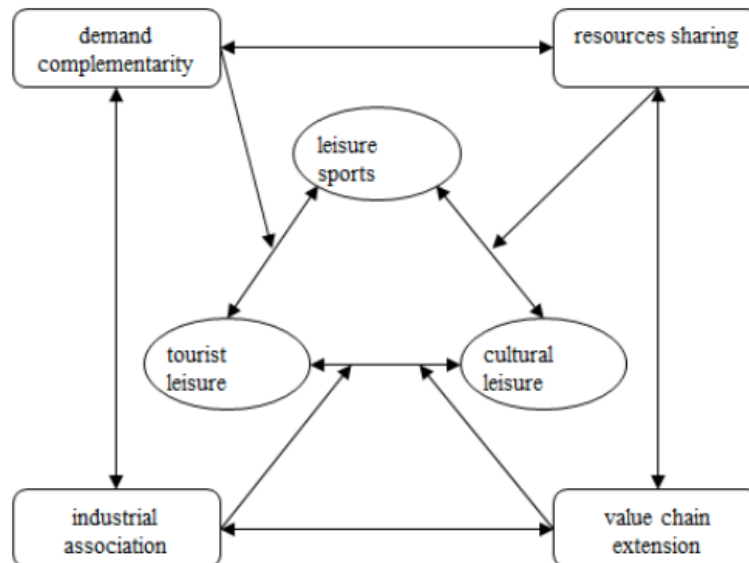 demand
complementarity
resources sharing
leisure
sports
tourist
leisure
cultural
leisure
industrial
association
value chain
extension